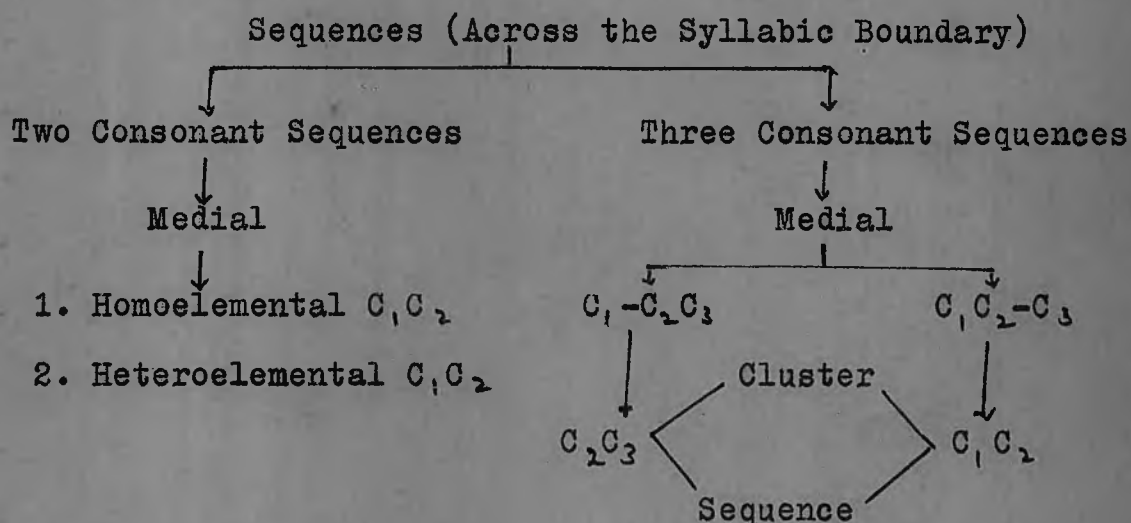 Sequences (Across the Syllabic Boundary)
Two Consonant Sequences Three Consonant Sequences
Medial Medial
1. Homoelemental C₁C₂ C₁-C₂C₃ C₁C₂-C₃
2. Heteroelemental C₁C₂
Cluster
C₂C₃ C₁C₂
Sequence